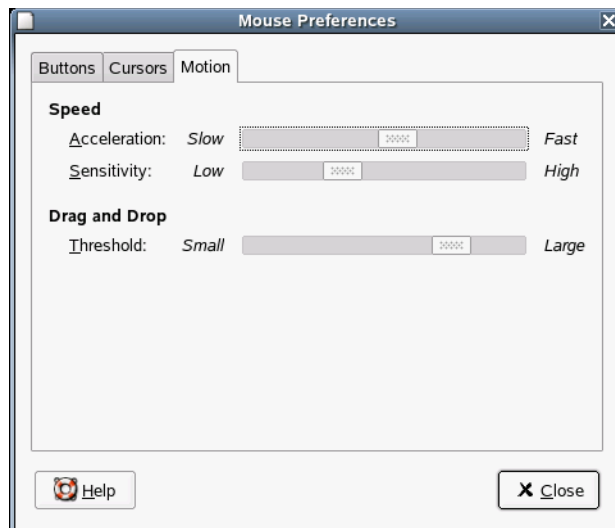 Mouse Preferences
Buttons Cursors Motion
Speed
Acceleration: Slow Fast
Sensitivity: Low High
Drag and Drop
Threshold: Small Large
Help Close